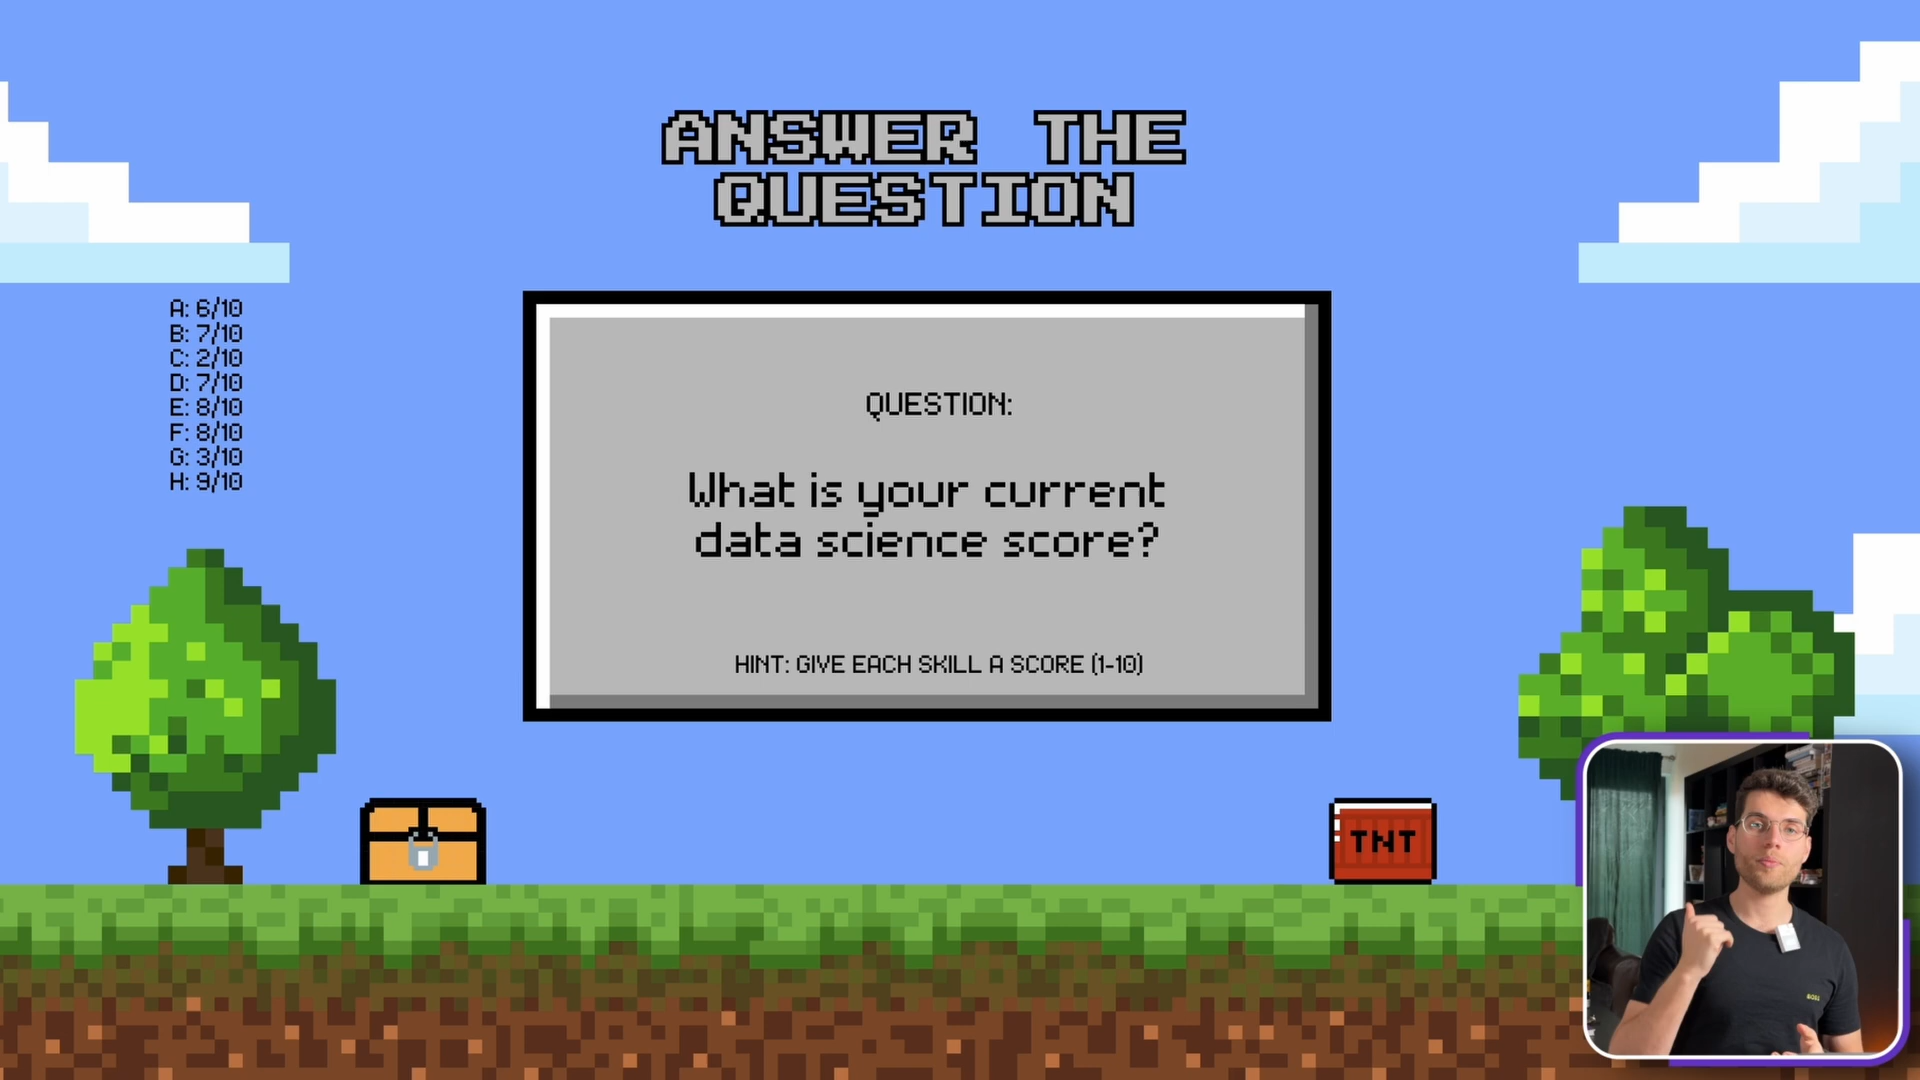 ANSWER THE
QUESTION
A: 6/10
B: 7/10
C: 2/10
D: 7/10
E: 8/10
F: 8/10
G: 3/10
H: 9/10
QUESTION:
What is your current
data science score?
HINT: GIVE EACH SKILL A SCORE (1-10)
TNT
BOSS